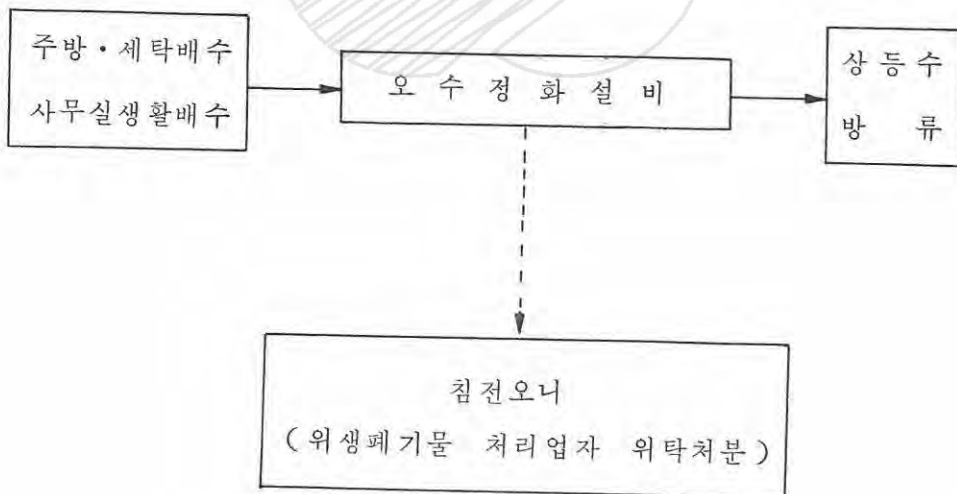 주방·세탁배수
사무실생활배수
오수정화설비
상등수
방류
침전오니
(위생폐기물 처리업자 위탁처분)